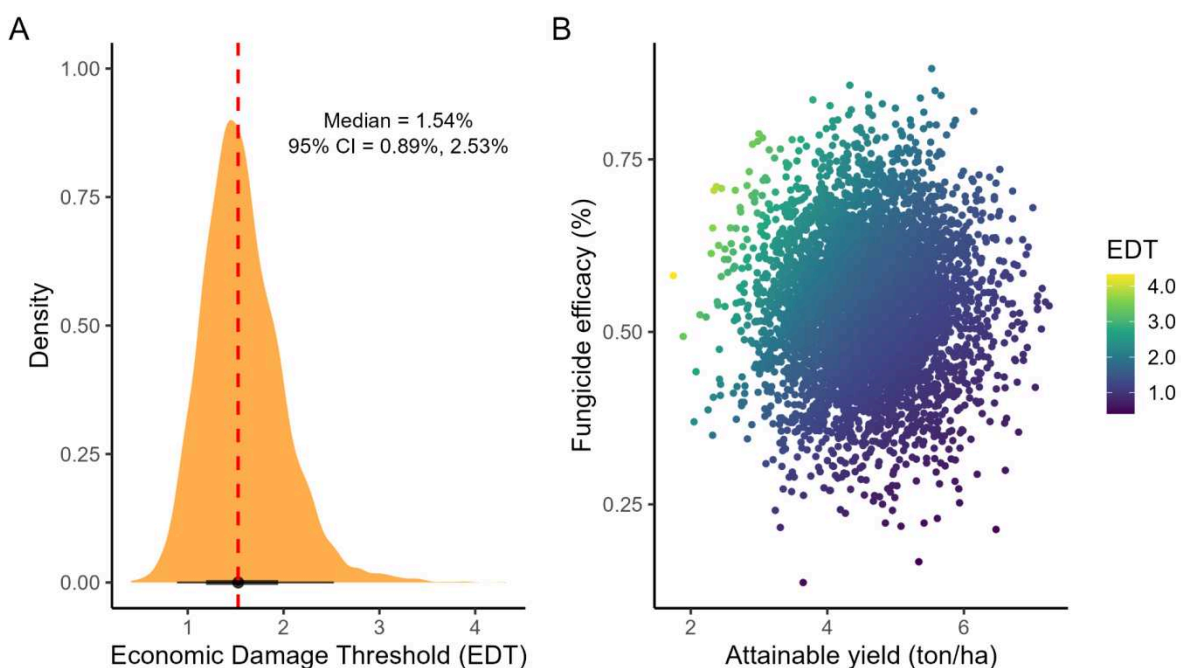 A
1.00
0.75
0.50
0.25
0.00
Density
Median = 1.54%
95% CI = 0.89%, 2.53%
1
2
3
4
Economic Damage Threshold (EDT)
B
0.75
0.50
0.25
Fungicide efficacy (%)
2
4
6
Attainable yield (ton/ha)
EDT
4.0
3.0
2.0
1.0